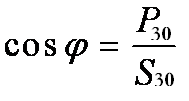 cos φ = P₃₀ / S₃₀